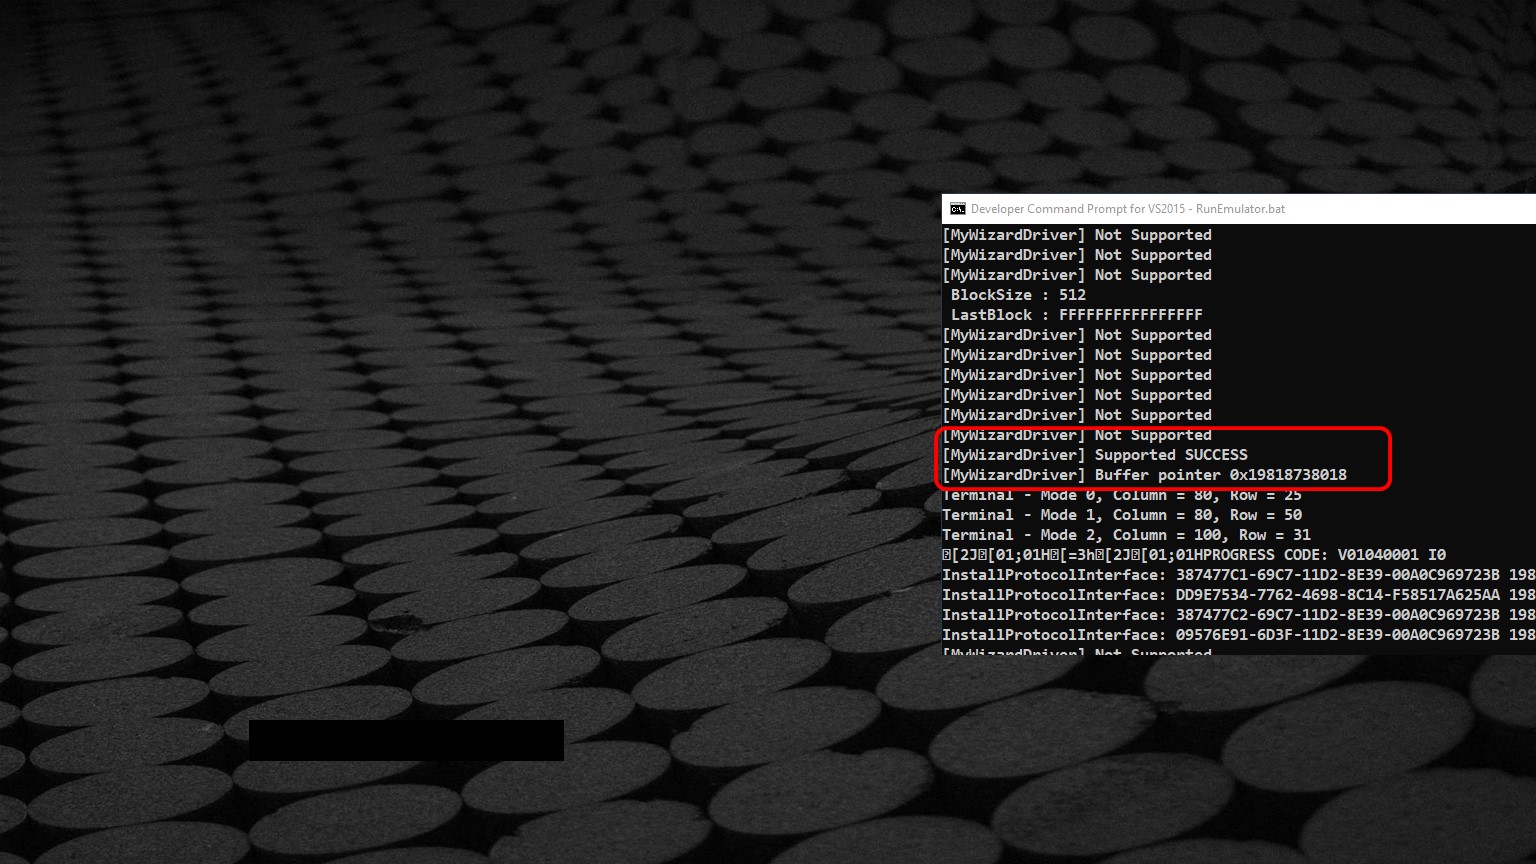 Developer Command Prompt for VS2015 - RunEmulator.bat
[MyWizardDriver] Not Supported
[MyWizardDriver] Not Supported
[MyWizardDriver] Not Supported
BlockSize : 512
LastBlock : FFFFFFFFFFFFFFFF
[MyWizardDriver] Not Supported
[MyWizardDriver] Not Supported
[MyWizardDriver] Not Supported
[MyWizardDriver] Not Supported
[MyWizardDriver] Not Supported
[MyWizardDriver] Not Supported
[MyWizardDriver] Supported SUCCESS
[MyWizardDriver] Buffer pointer 0x19818738018
Terminal - Mode 0, Column = 80, Row = 25
Terminal - Mode 1, Column = 80, Row = 50
Terminal - Mode 2, Column = 100, Row = 31
[2J[01;01H[=3h[2J[01;01HPROGRESS CODE: V01040001 I0
InstallProtocolInterface: 387477C1-69C7-11D2-8E39-00A0C969723B 198
InstallProtocolInterface: DD9E7534-7762-4698-8C14-F58517A625AA 198
InstallProtocolInterface: 387477C2-69C7-11D2-8E39-00A0C969723B 198
InstallProtocolInterface: 09576E91-6D3F-11D2-8E39-00A0C969723B 198
[MyWizardDriver] Not Supported